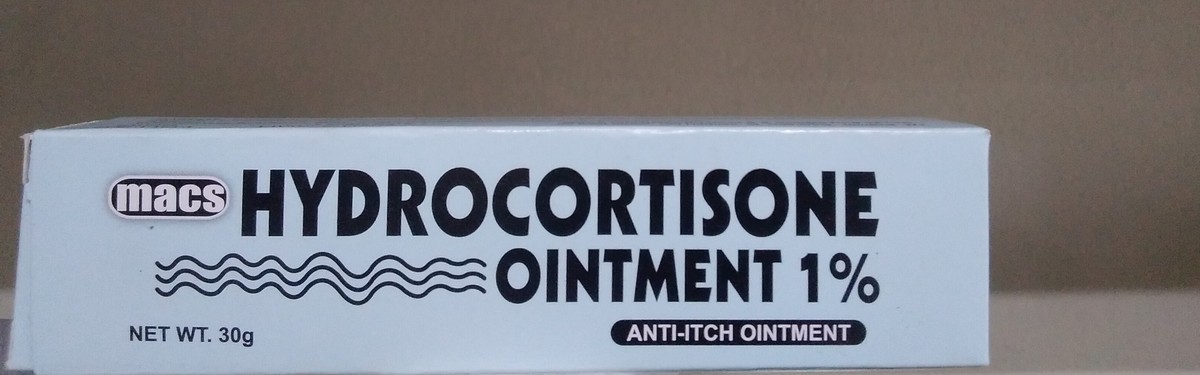 macs HYDROCORTISONE
OINTMENT 1%
NET WT. 30g ANTI-ITCH OINTMENT